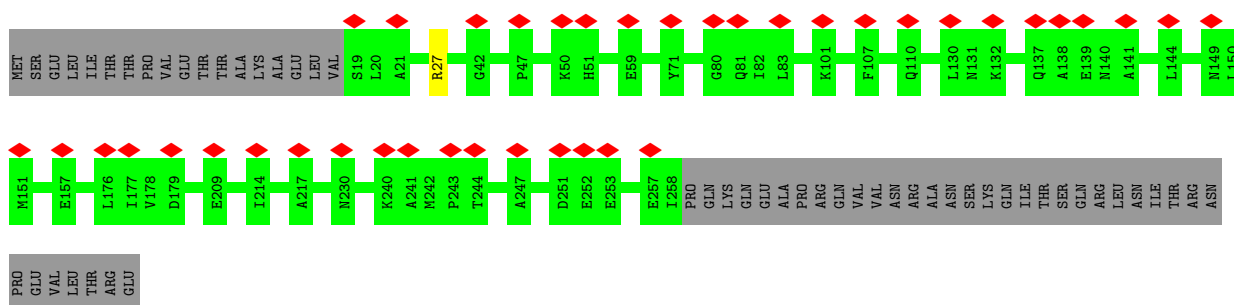 MET SER GLU LEU ILE THR THR PRO VAL GLU THR THR ALA LYS ALA GLU LEU VAL S19 L20 A21 R27 G42 P47 K50 H51 E59 Y71 G80 Q81 I82 L83 K101 F107 Q110 L130 N131 K132 Q137 A138 E139 N140 A141 L144 N149 L150
M151 E157 L176 I177 V178 D179 E209 I214 A217 N230 K240 A241 M242 P243 T244 A247 D251 E252 E253 E257 I258 PRO GLN LYS GLN GLU ALA PRO ARG GLN VAL VAL ASN ARG ALA ASN SER LYS GLN ILE THR SER GLN ARG LEU ASN ILE THR ARG ASN
PRO GLU VAL LEU THR ARG GLU